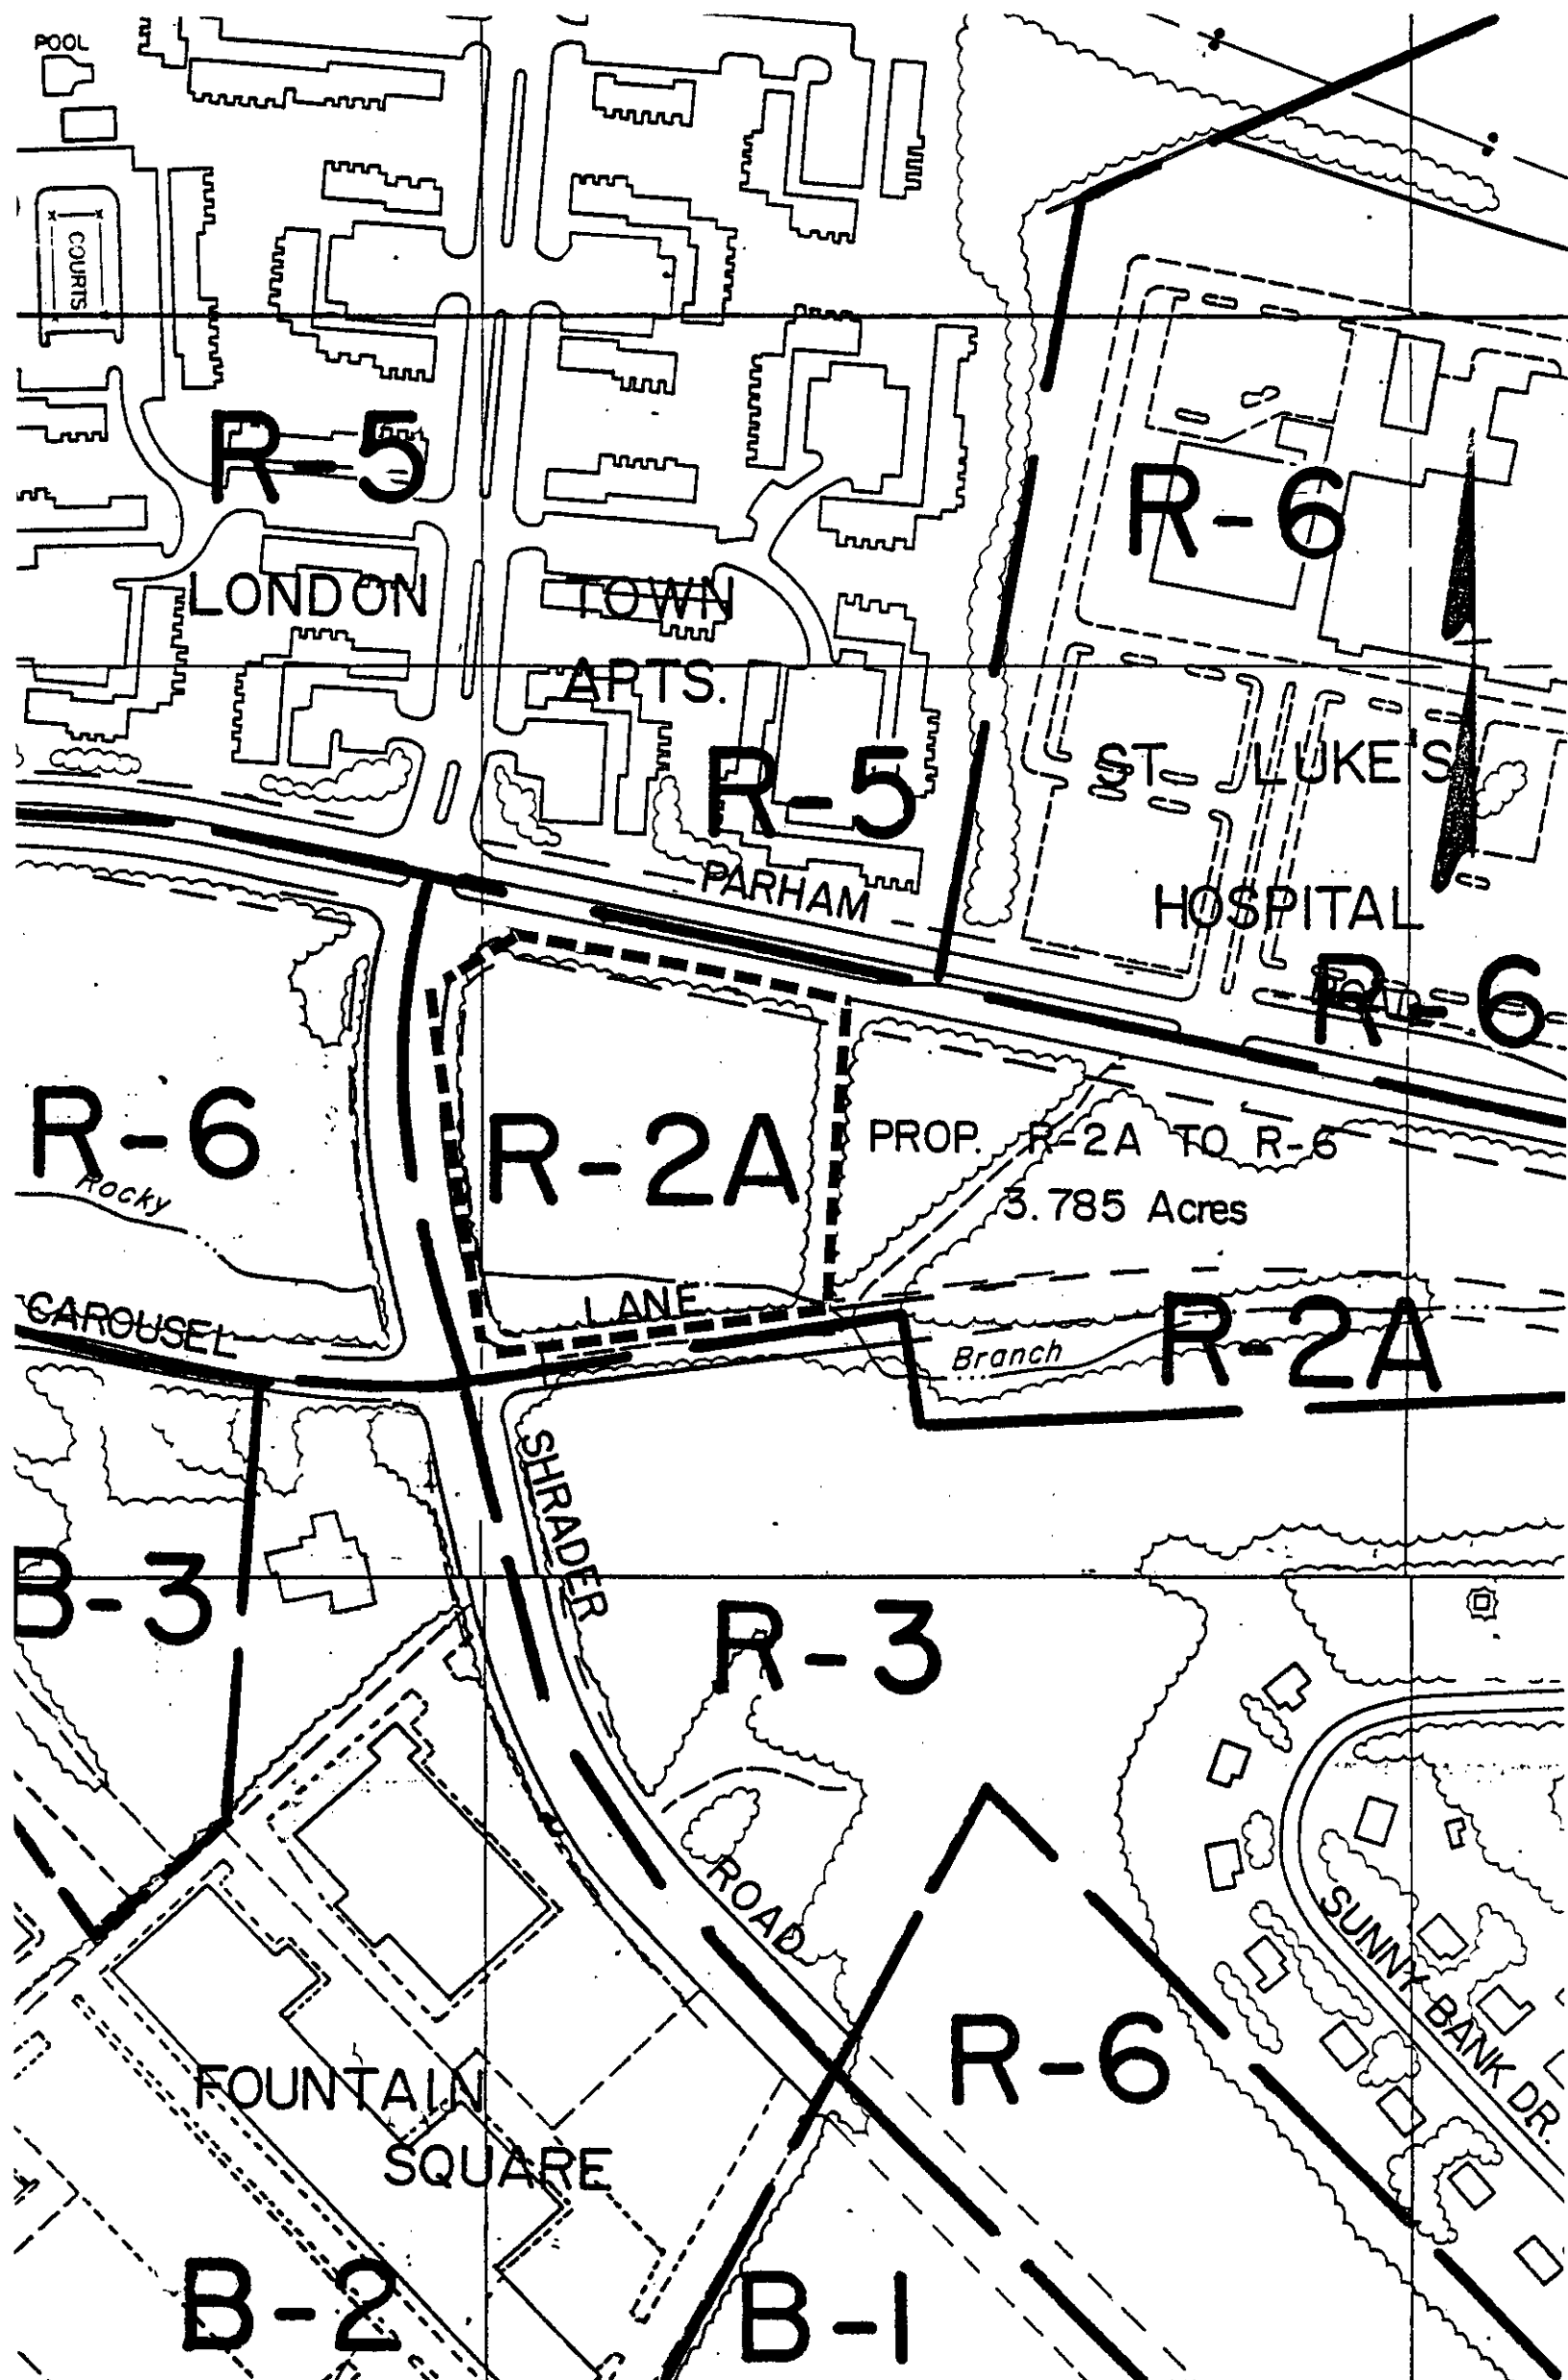 POOL
COURTS
R-5
R-6
LONDON TOWN
APTS.
R-5
ST. LUKE'S
HOSPITAL
PARHAM
ROAD
R-6
R-6
Rocky
R-2A
PROP. R-2A TO R-6
3.785 Acres
CAROUSEL LANE
Branch
R-2A
SHRADER
B-3
R-3
ROAD
SUNNY BANK DR.
R-6
FOUNTAIN
SQUARE
B-2
B-1